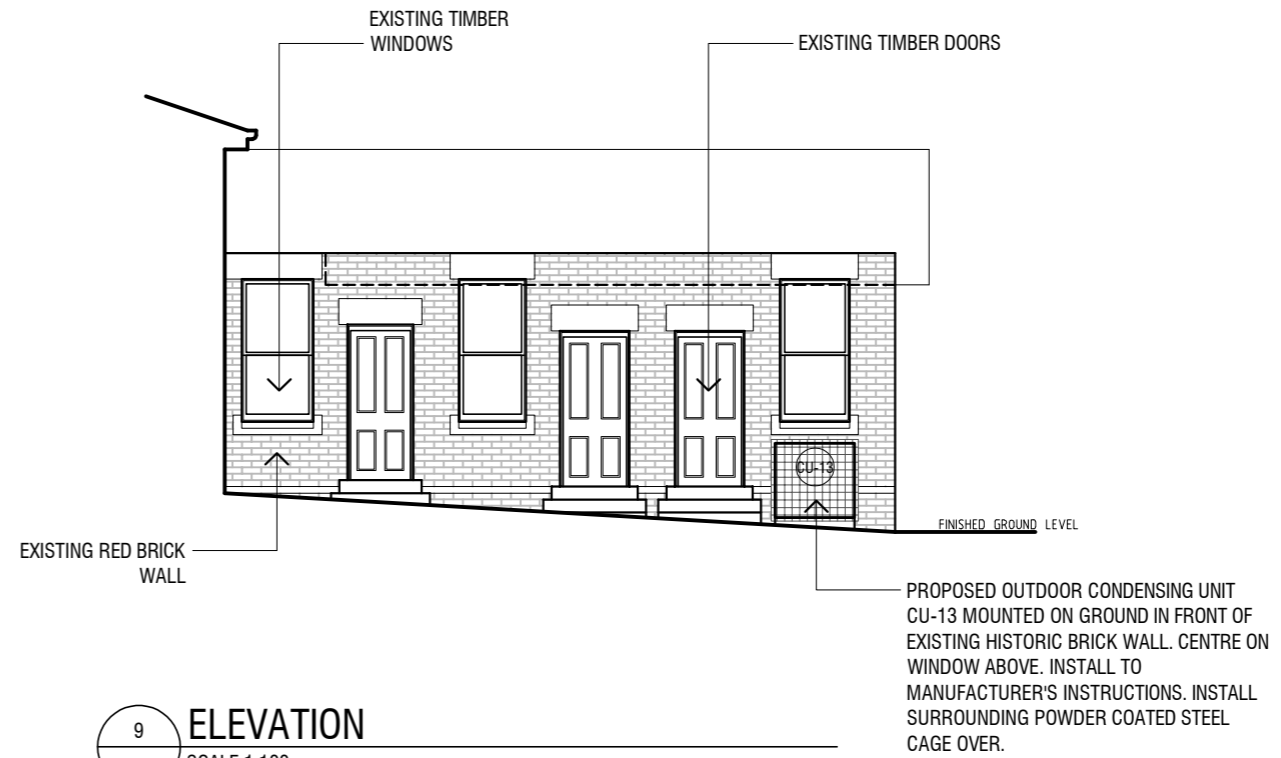 EXISTING TIMBER
WINDOWS
EXISTING TIMBER DOORS
CU-13
FINISHED GROUND LEVEL
EXISTING RED BRICK
WALL
PROPOSED OUTDOOR CONDENSING UNIT
CU-13 MOUNTED ON GROUND IN FRONT OF
EXISTING HISTORIC BRICK WALL. CENTRE ON
WINDOW ABOVE. INSTALL TO
MANUFACTURER'S INSTRUCTIONS. INSTALL
SURROUNDING POWDER COATED STEEL
CAGE OVER.
9 ELEVATION